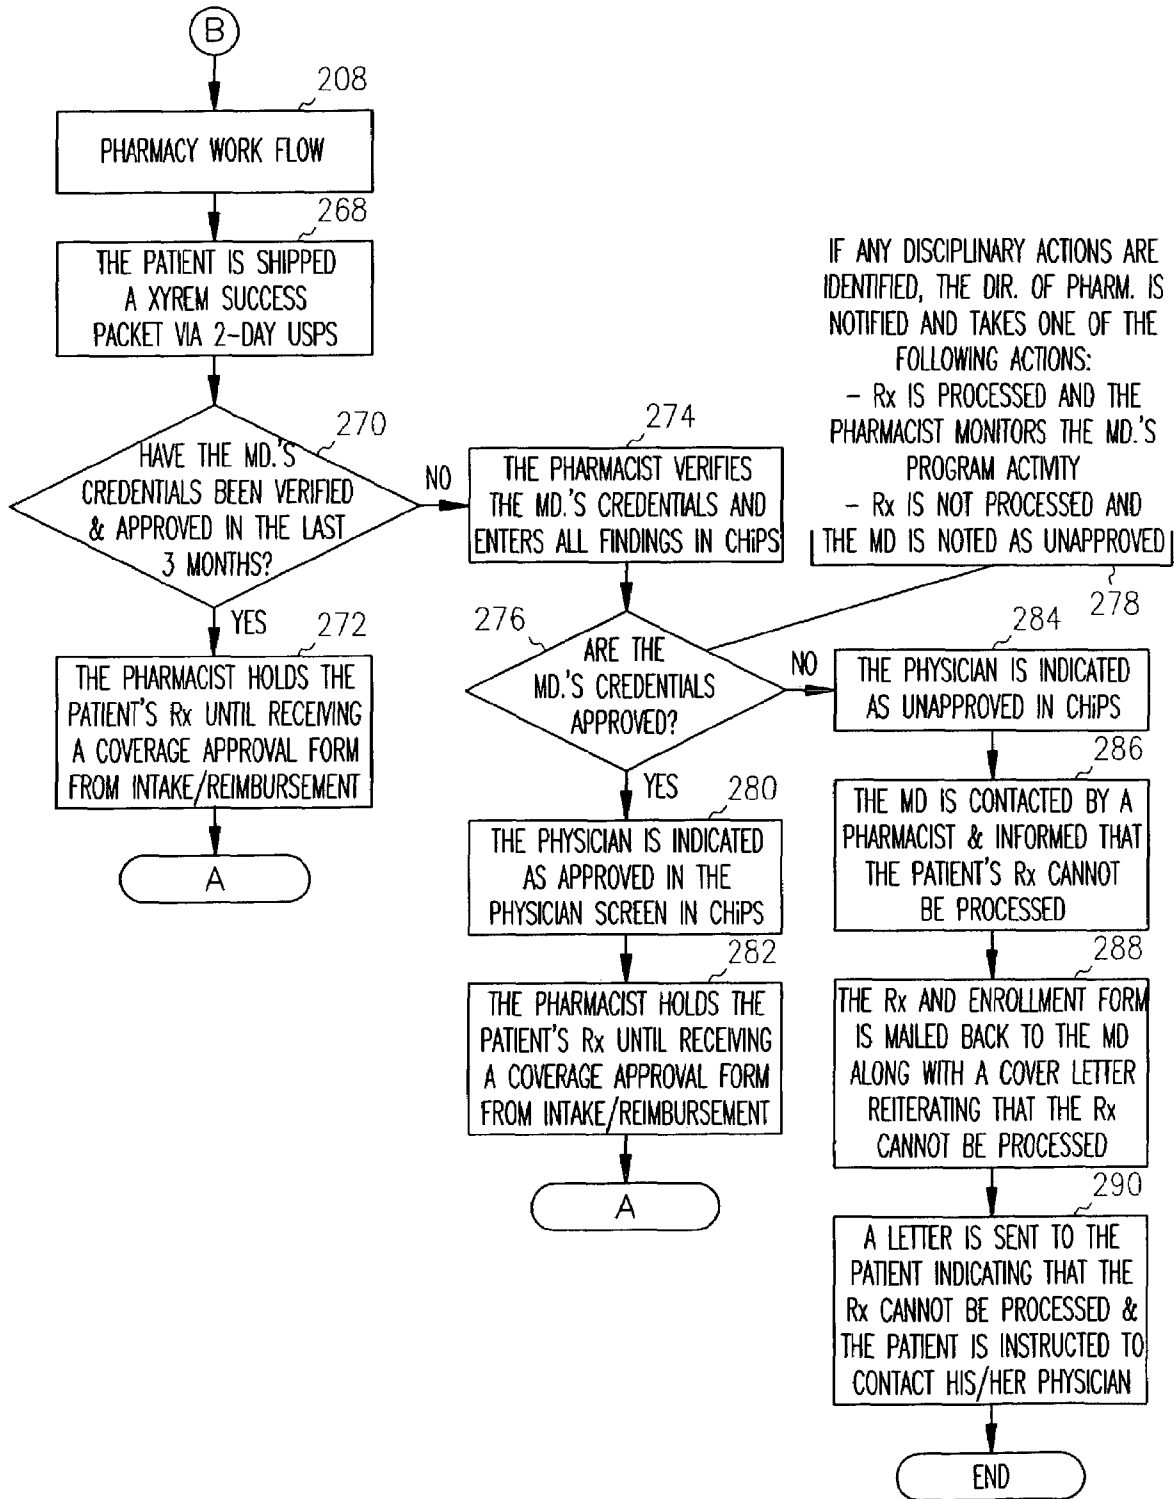 B
208
PHARMACY WORK FLOW
268
THE PATIENT IS SHIPPED
A XYREM SUCCESS
PACKET VIA 2-DAY USPS
270
HAVE THE MD.'S
CREDENTIALS BEEN VERIFIED
& APPROVED IN THE LAST
3 MONTHS?
NO
YES
272
THE PHARMACIST HOLDS THE
PATIENT'S Rx UNTIL RECEIVING
A COVERAGE APPROVAL FORM
FROM INTAKE/REIMBURSEMENT
A
274
THE PHARMACIST VERIFIES
THE MD.'S CREDENTIALS AND
ENTERS ALL FINDINGS IN CHiPS
IF ANY DISCIPLINARY ACTIONS ARE
IDENTIFIED, THE DIR. OF PHARM. IS
NOTIFIED AND TAKES ONE OF THE
FOLLOWING ACTIONS:
– Rx IS PROCESSED AND THE
PHARMACIST MONITORS THE MD.'S
PROGRAM ACTIVITY
– Rx IS NOT PROCESSED AND
THE MD IS NOTED AS UNAPPROVED
278
276
ARE THE
MD.'S CREDENTIALS
APPROVED?
NO
YES
280
THE PHYSICIAN IS INDICATED
AS APPROVED IN THE
PHYSICIAN SCREEN IN CHiPS
282
THE PHARMACIST HOLDS THE
PATIENT'S Rx UNTIL RECEIVING
A COVERAGE APPROVAL FORM
FROM INTAKE/REIMBURSEMENT
A
284
THE PHYSICIAN IS INDICATED
AS UNAPPROVED IN CHiPS
286
THE MD IS CONTACTED BY A
PHARMACIST & INFORMED THAT
THE PATIENT'S Rx CANNOT
BE PROCESSED
288
THE Rx AND ENROLLMENT FORM
IS MAILED BACK TO THE MD
ALONG WITH A COVER LETTER
REITERATING THAT THE Rx
CANNOT BE PROCESSED
290
A LETTER IS SENT TO THE
PATIENT INDICATING THAT THE
Rx CANNOT BE PROCESSED &
THE PATIENT IS INSTRUCTED TO
CONTACT HIS/HER PHYSICIAN
END